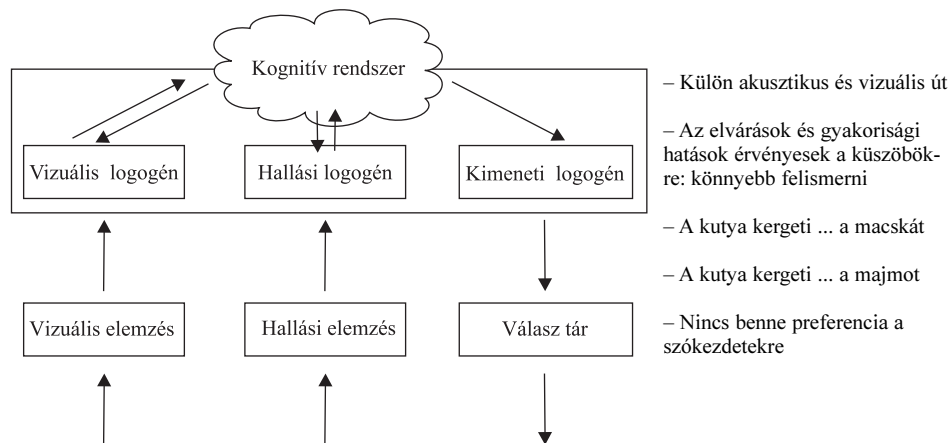 Kognitív rendszer
Vizuális logogén
Hallási logogén
Kimeneti logogén
Vizuális elemzés
Hallási elemzés
Válasz tár
– Külön akusztikus és vizuális út
– Az elvárások és gyakorisági
hatások érvényesek a küszöbök-
re: könnyebb felismerni
– A kutya kergeti ... a macskát
– A kutya kergeti ... a majmot
– Nincs benne preferencia a
szókezdetekre